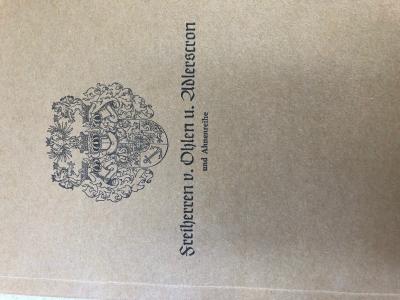 Freiherren v. Ohlen u. Adlerscron
und Ahnenreihe